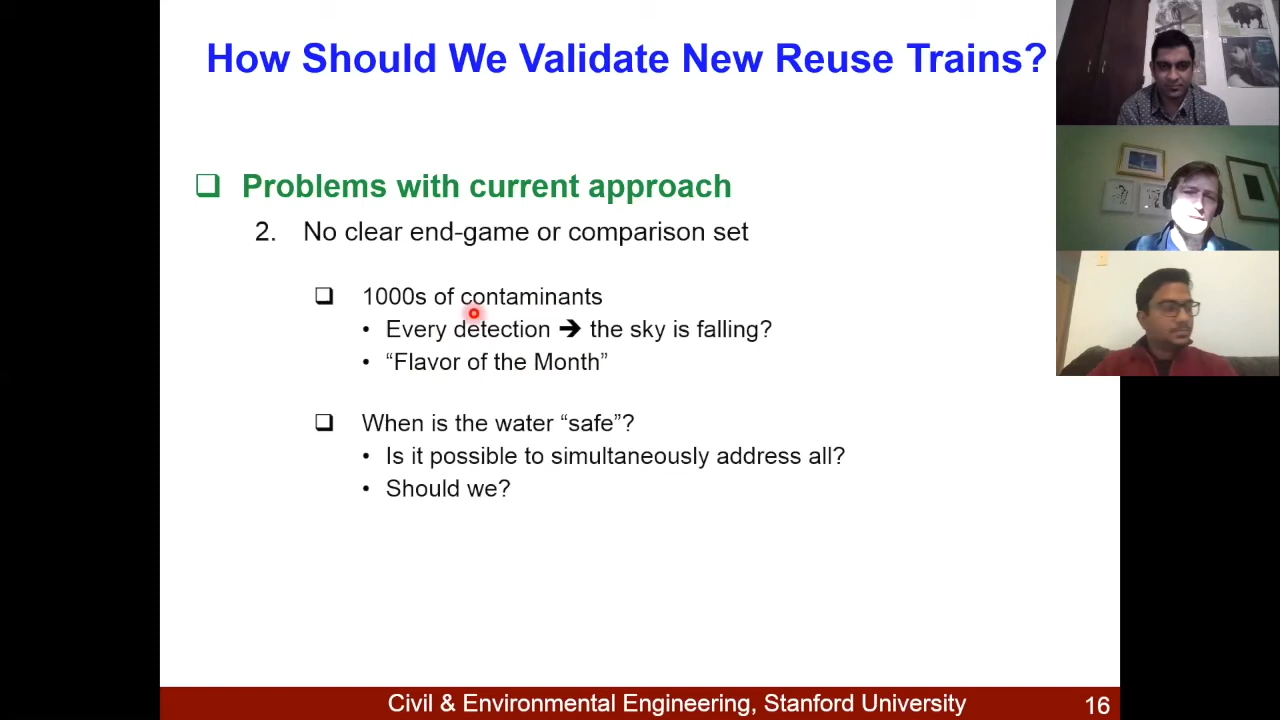 How Should We Validate New Reuse Trains?
❑ Problems with current approach
2. No clear end-game or comparison set
❑ 1000s of contaminants
• Every detection ➔ the sky is falling?
• “Flavor of the Month”
❑ When is the water “safe”?
• Is it possible to simultaneously address all?
• Should we?
Civil & Environmental Engineering, Stanford University 16